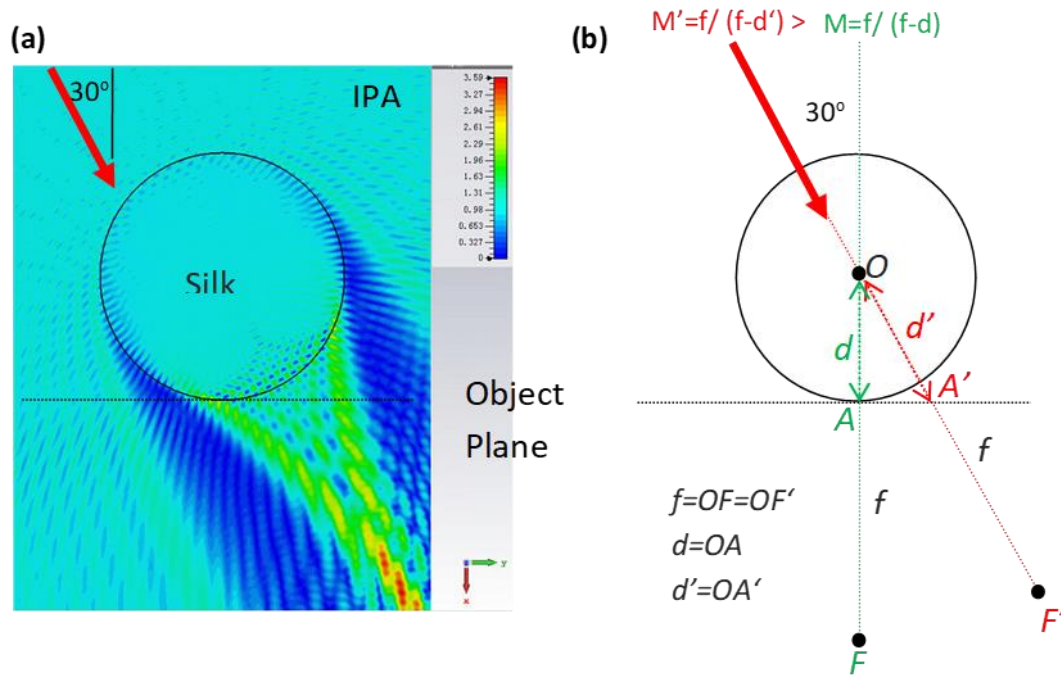 (a)
30°
IPA
3.59
3.27
2.94
2.61
2.29
1.96
1.63
1.31
0.98
0.653
0.327
0
Silk
Object
Plane
y
x
(b)
M'=f/ (f-d') > M=f/ (f-d)
30°
O
d
d'
A
A'
f
f
f=OF=OF'
d=OA
d'=OA'
F
F'